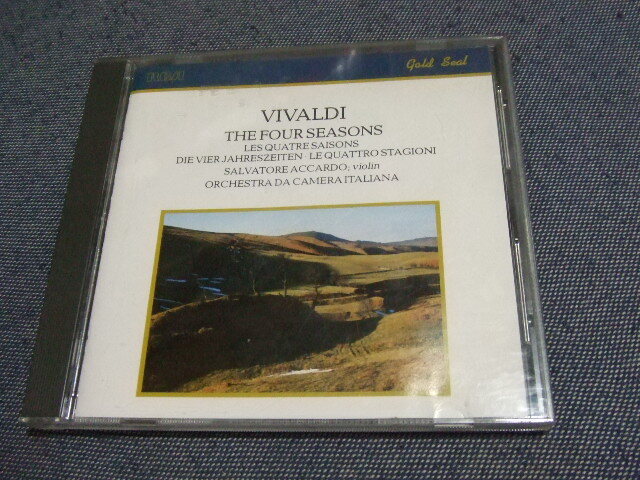 RCA Gold Seal
VIVALDI
THE FOUR SEASONS
LES QUATRE SAISONS
DIE VIER JAHRESZEITEN · LE QUATTRO STAGIONI
SALVATORE ACCARDO, violin
ORCHESTRA DA CAMERA ITALIANA